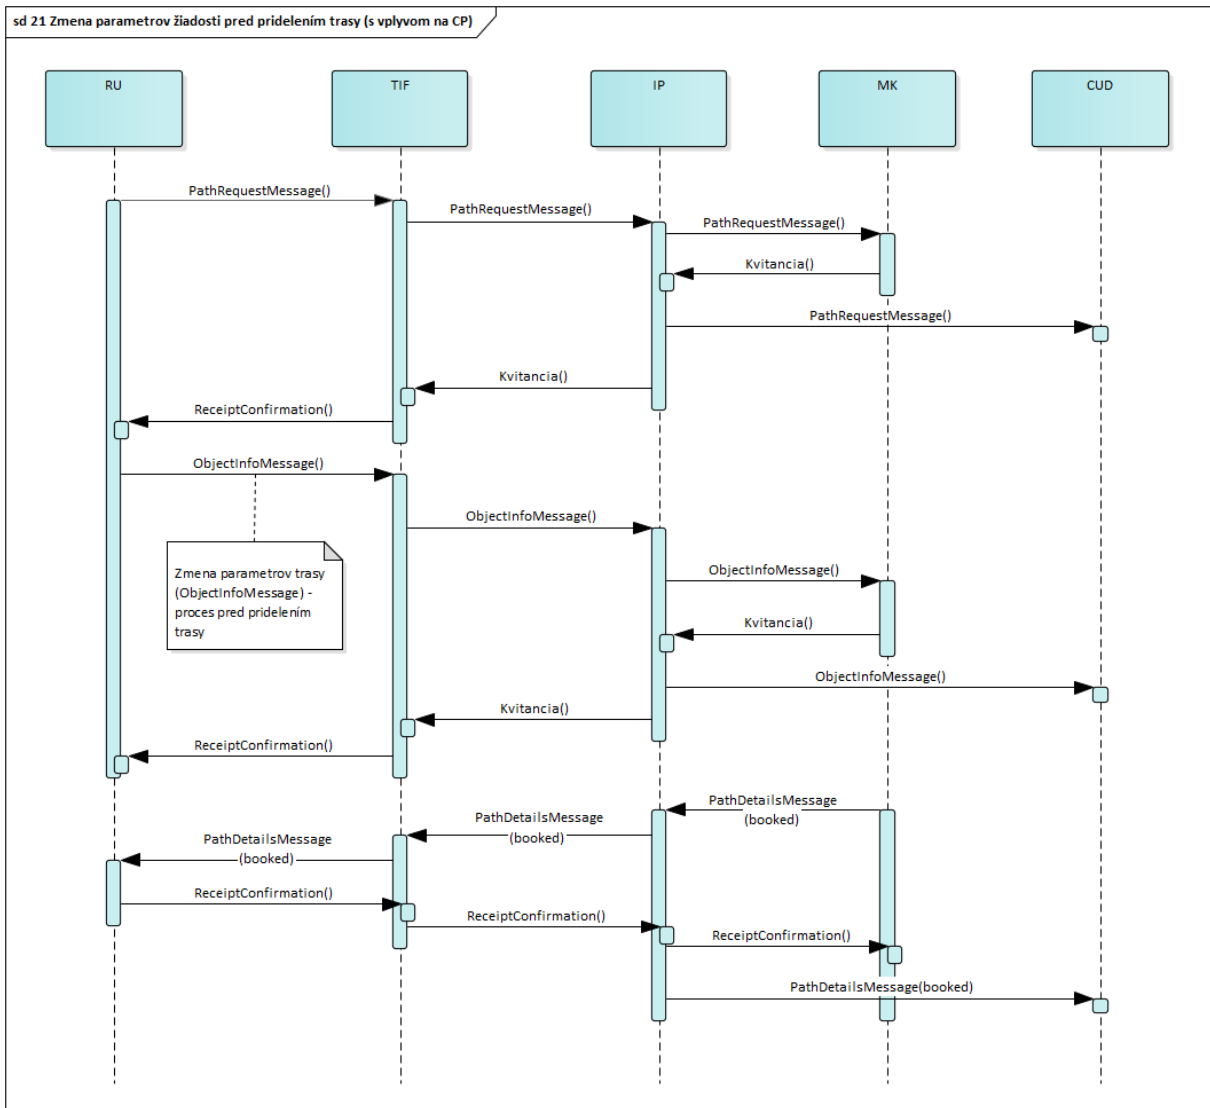 sd 21 Zmena parametrov žiadosti pred pridelením trasy (s vplyvom na CP)
RU
TIF
IP
MK
CUD
PathRequestMessage()
PathRequestMessage()
PathRequestMessage()
Kvitancia()
PathRequestMessage()
Kvitancia()
ReceiptConfirmation()
ObjectInfoMessage()
ObjectInfoMessage()
Zmena parametrov trasy
(ObjectInfoMessage) -
proces pred pridelením
trasy
ObjectInfoMessage()
Kvitancia()
ObjectInfoMessage()
Kvitancia()
ReceiptConfirmation()
PathDetailsMessage
(booked)
PathDetailsMessage
(booked)
PathDetailsMessage
(booked)
ReceiptConfirmation()
ReceiptConfirmation()
ReceiptConfirmation()
PathDetailsMessage(booked)